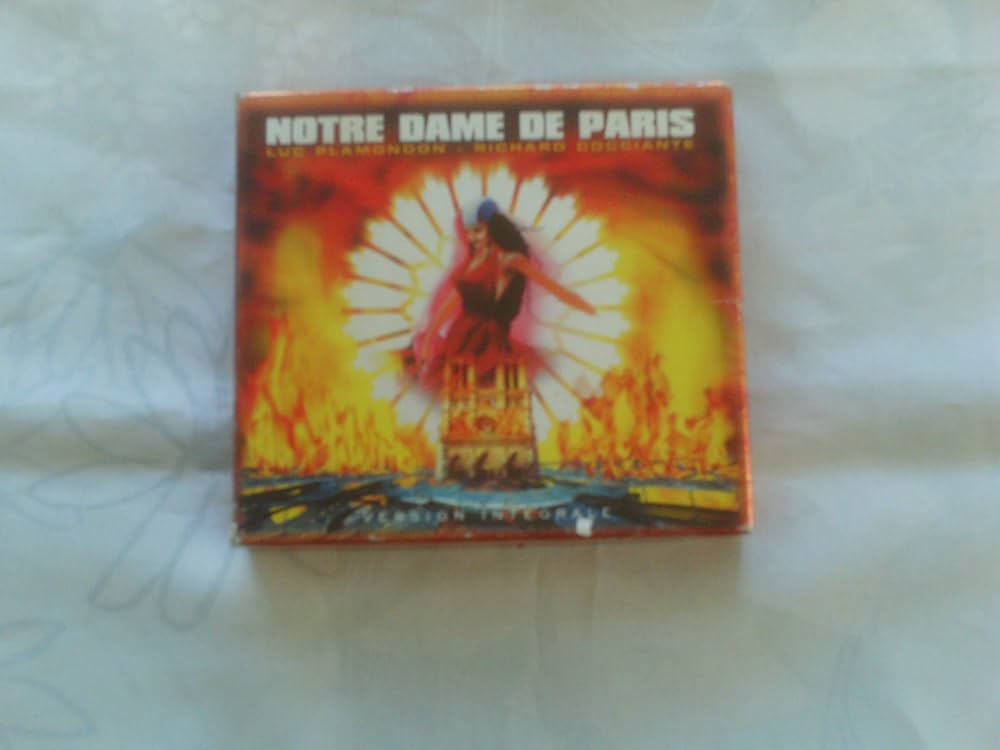 NOTRE DAME DE PARIS
LUC PLAMONDON - RICHARD COCCIANTE
VERSION INTEGRALE